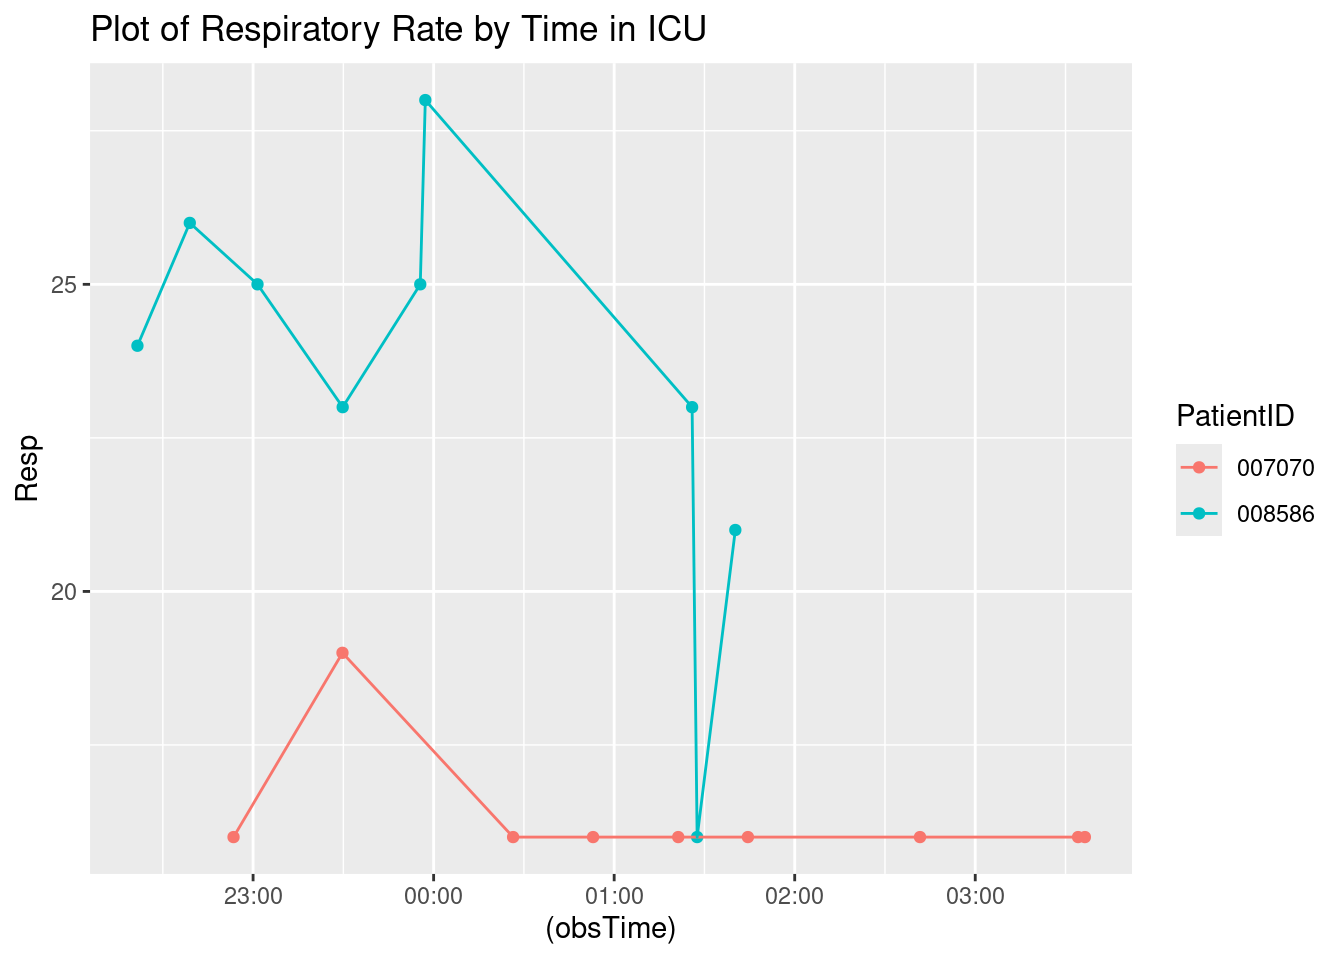 Plot of Respiratory Rate by Time in ICU
Resp
25
20
23:00 00:00 01:00 02:00 03:00
(obsTime)
PatientID
007070
008586